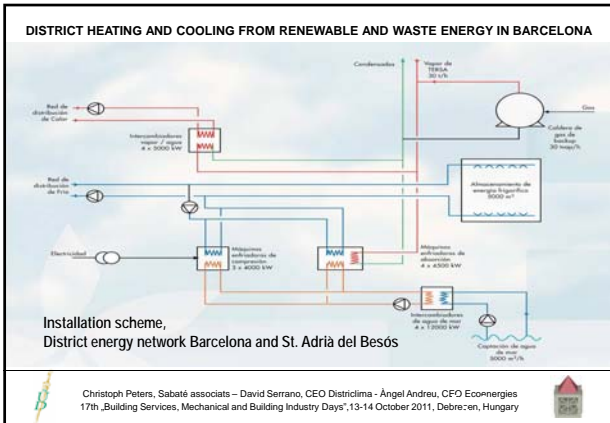 DISTRICT HEATING AND COOLING FROM RENEWABLE AND WASTE ENERGY IN BARCELONA
Condensados
Vapor de
TERSA
30 t/h
Red de
distribución
de Calor
Gas
Intercambiadores
vapor / agua
4 x 5000 kW
Caldera de
gas de
backup
20 tvap/h
Red de
distribución
de Frío
Almacenamiento de
energía frigorífica
5000 m³
Electricidad
Máquinas
enfriadoras de
compresión
3 x 4000 kW
Máquinas
enfriadoras de
absorción
4 x 4500 kW
Intercambiadores
de agua de mar
4 x 12000 kW
Captación de agua
de mar
5000 m³/h
Installation scheme,
District energy network Barcelona and St. Adrià del Besós
Christoph Peters, Sabaté associats – David Serrano, CEO Districlima - Àngel Andreu, CFO Ecoenergies
17th „Building Services, Mechanical and Building Industry Days",13-14 October 2011, Debrecen, Hungary